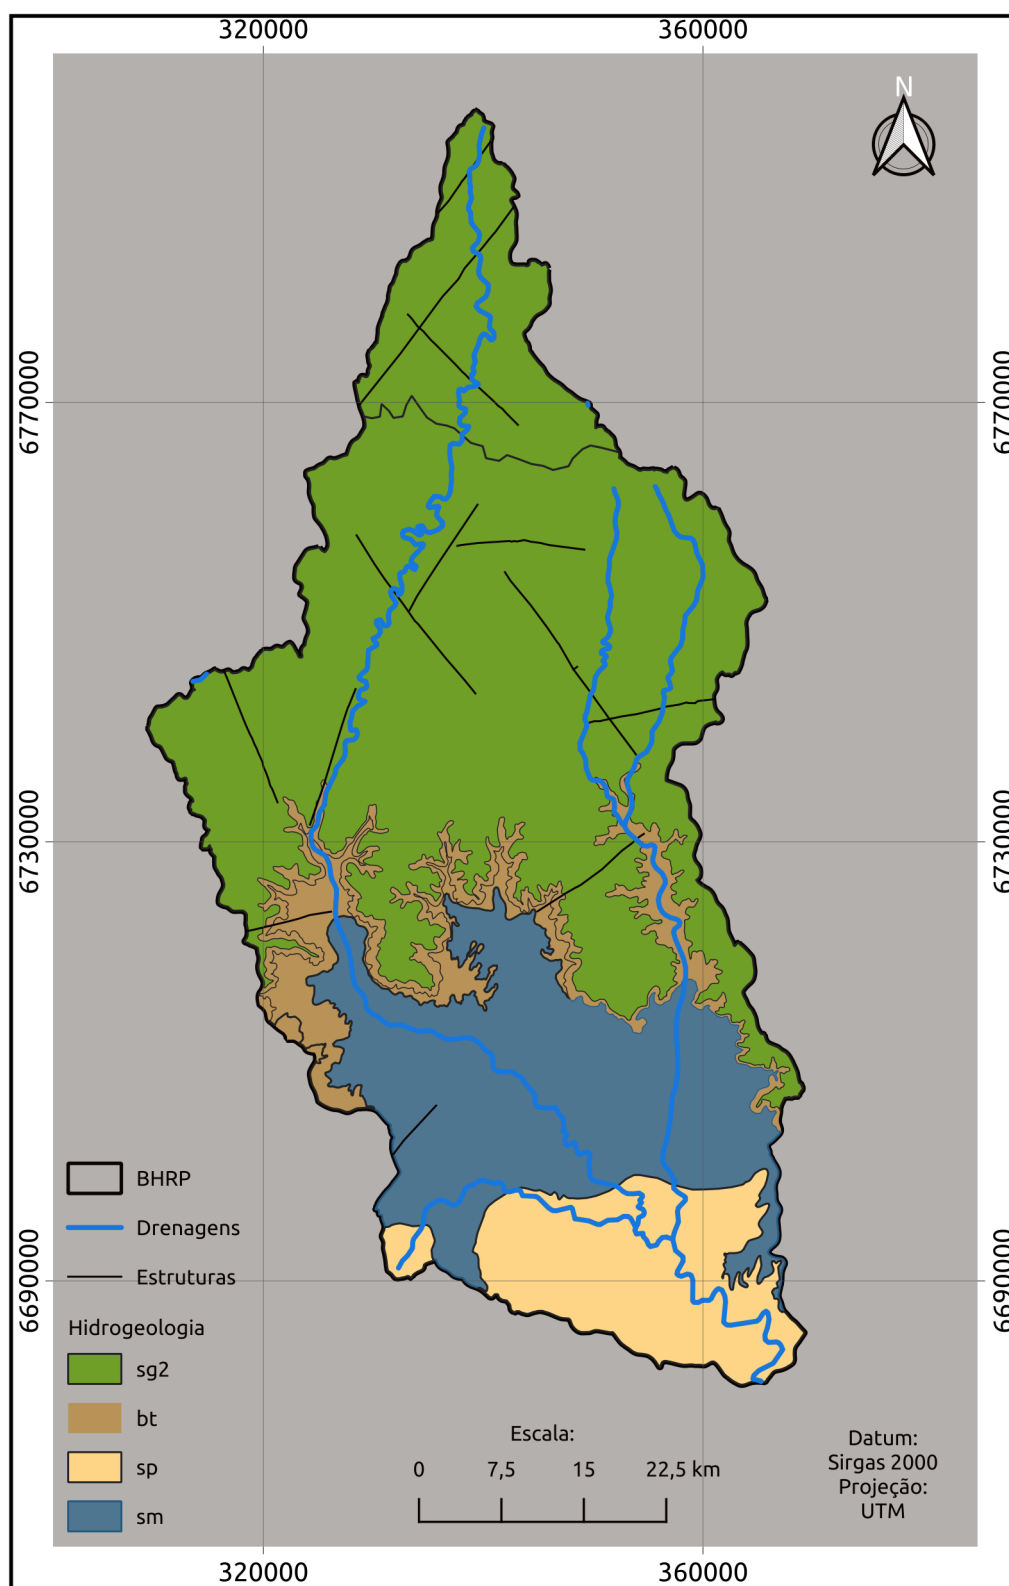 320000 360000
N
6770000 6770000
6730000 6730000
BHRP
Drenagens
Estruturas
6690000 6690000
Hidrogeologia
sg2
bt
sp
sm
Escala:
0 7,5 15 22,5 km
Datum:
Sirgas 2000
Projeção:
UTM
320000 360000